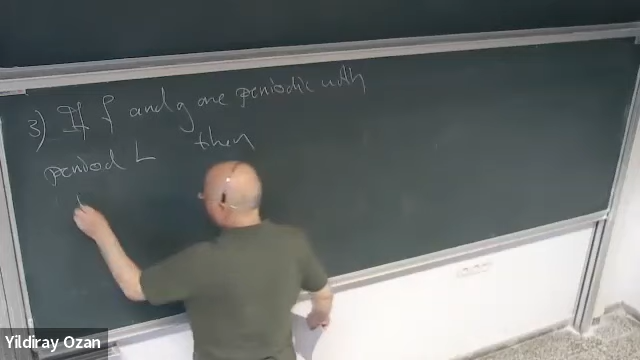 3) If f and g are periodic with
period L then
Yildiray Ozan